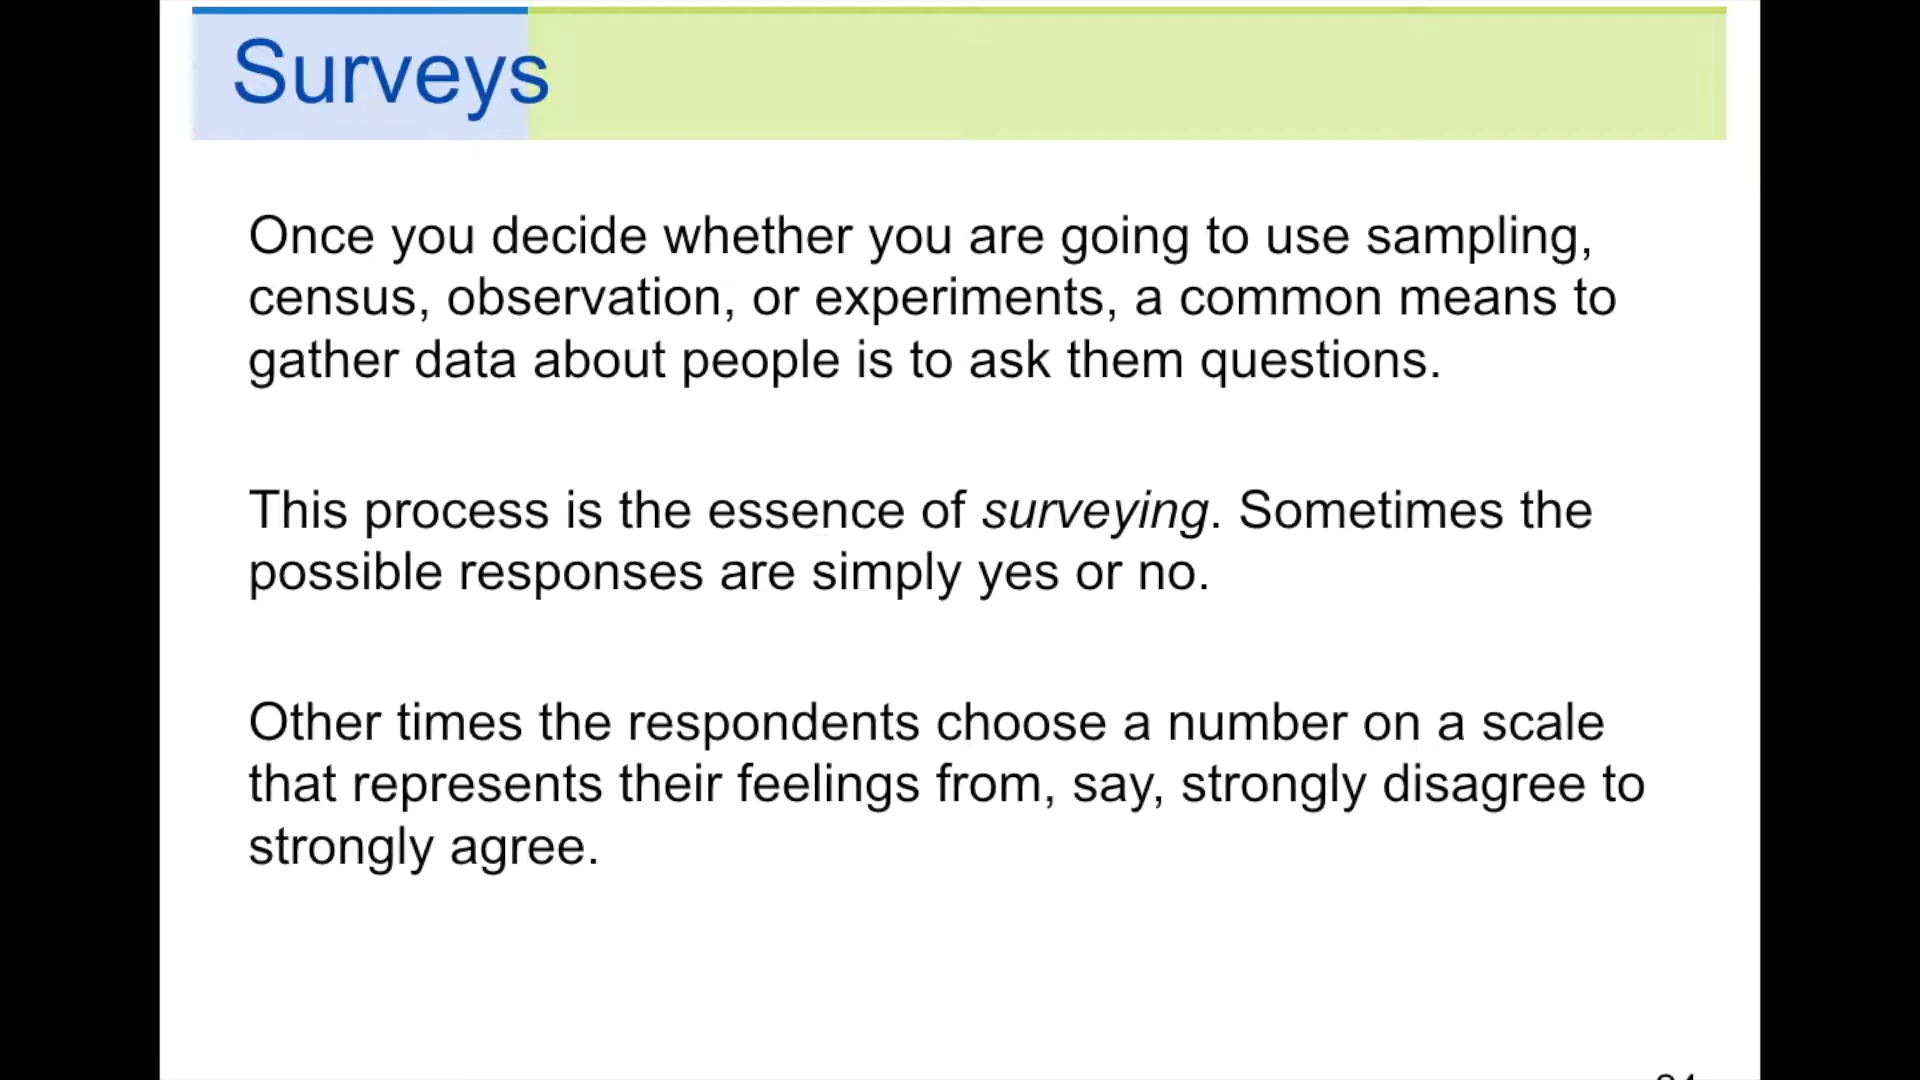 Surveys
Once you decide whether you are going to use sampling,
census, observation, or experiments, a common means to
gather data about people is to ask them questions.
This process is the essence of surveying. Sometimes the
possible responses are simply yes or no.
Other times the respondents choose a number on a scale
that represents their feelings from, say, strongly disagree to
strongly agree.